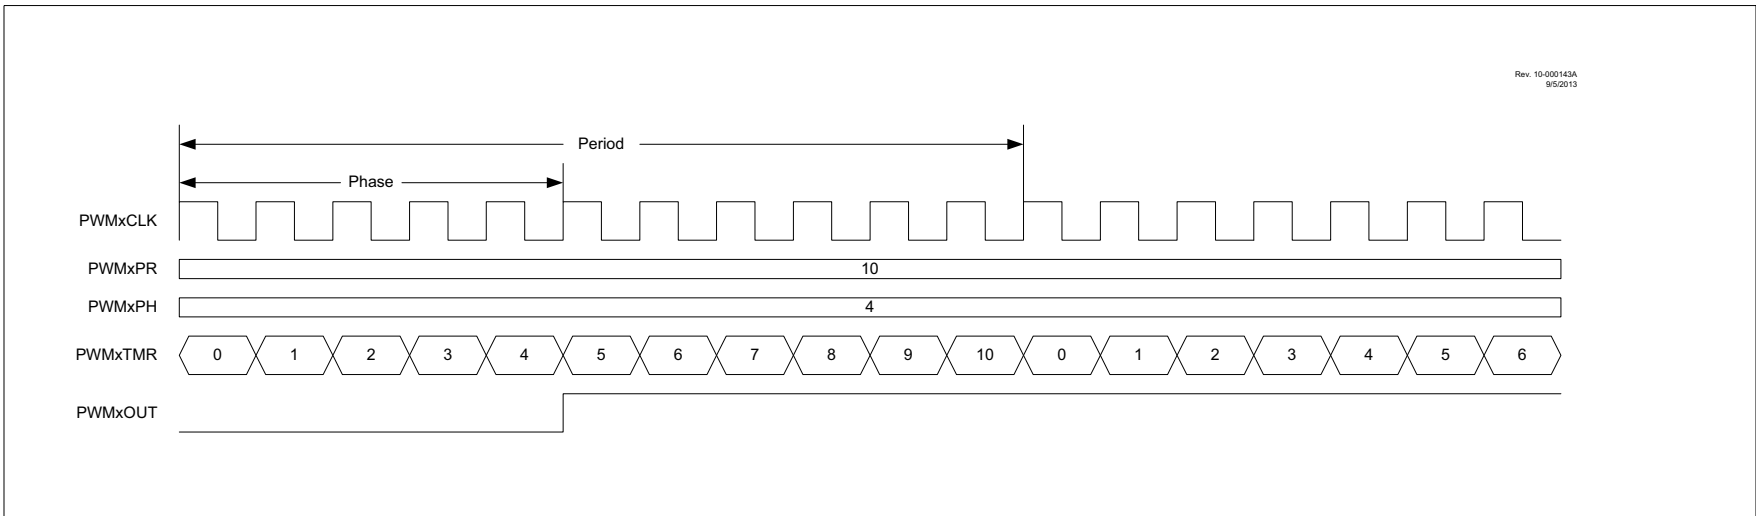 Rev. 10-000143A
9/5/2013
Period
Phase
PWMxCLK
PWMxPR 10
PWMxPH 4
PWMxTMR 0 1 2 3 4 5 6 7 8 9 10 0 1 2 3 4 5 6
PWMxOUT